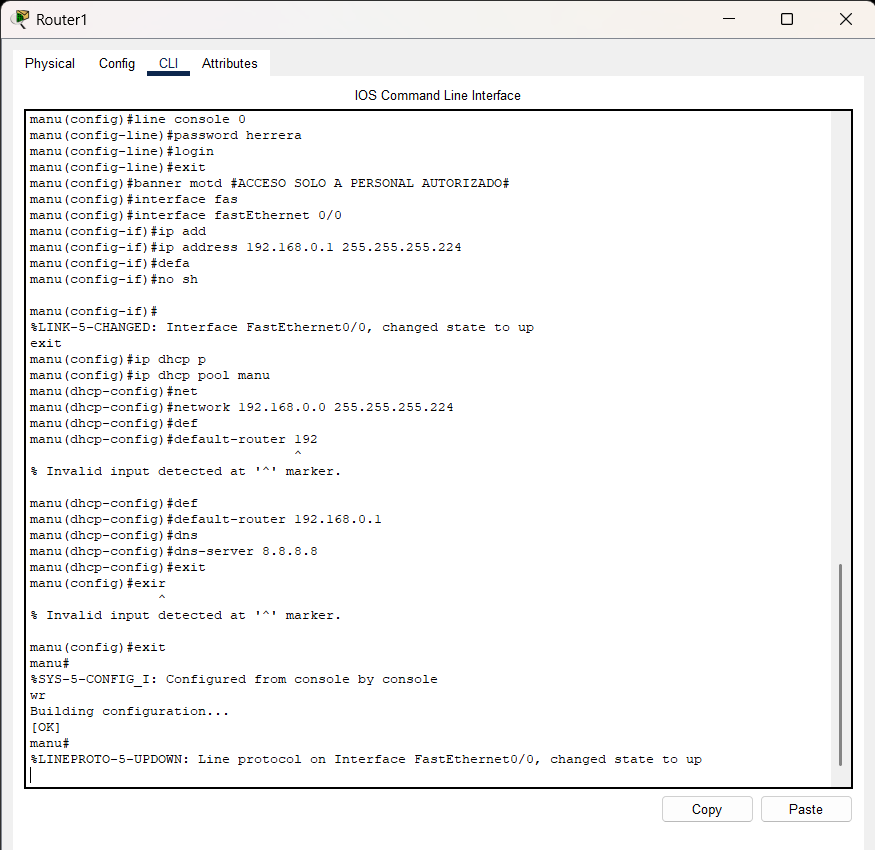 Router1
Physical Config CLI Attributes
IOS Command Line Interface
manu(config)#line console 0
manu(config-line)#password herrera
manu(config-line)#login
manu(config-line)#exit
manu(config)#banner motd #ACCESO SOLO A PERSONAL AUTORIZADO#
manu(config)#interface fas
manu(config)#interface fastEthernet 0/0
manu(config-if)#ip add
manu(config-if)#ip address 192.168.0.1 255.255.255.224
manu(config-if)#defa
manu(config-if)#no sh
manu(config-if)#
%LINK-5-CHANGED: Interface FastEthernet0/0, changed state to up
exit
manu(config)#ip dhcp p
manu(config)#ip dhcp pool manu
manu(dhcp-config)#net
manu(dhcp-config)#network 192.168.0.0 255.255.255.224
manu(dhcp-config)#def
manu(dhcp-config)#default-router 192
^
% Invalid input detected at '^' marker.
manu(dhcp-config)#def
manu(dhcp-config)#default-router 192.168.0.1
manu(dhcp-config)#dns
manu(dhcp-config)#dns-server 8.8.8.8
manu(dhcp-config)#exit
manu(config)#exir
^
% Invalid input detected at '^' marker.
manu(config)#exit
manu#
%SYS-5-CONFIG_I: Configured from console by console
wr
Building configuration...
[OK]
manu#
%LINEPROTO-5-UPDOWN: Line protocol on Interface FastEthernet0/0, changed state to up
Copy Paste